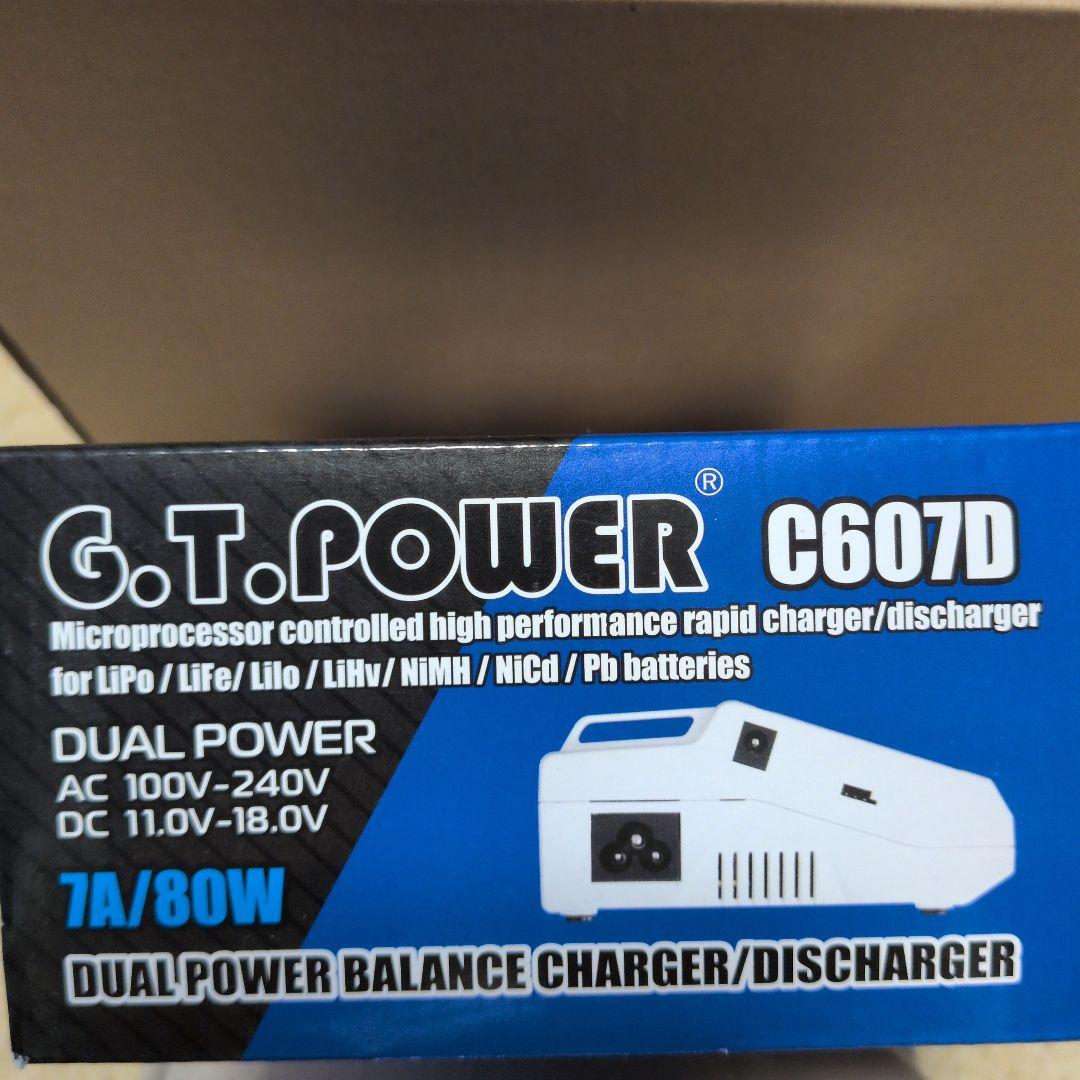 G.T.POWER® C607D
Microprocessor controlled high performance rapid charger/discharger
for LiPo / LiFe/ LiIo / LiHv/ NiMH / NiCd / Pb batteries
DUAL POWER
AC 100V-240V
DC 11.0V-18.0V
7A/80W
DUAL POWER BALANCE CHARGER/DISCHARGER